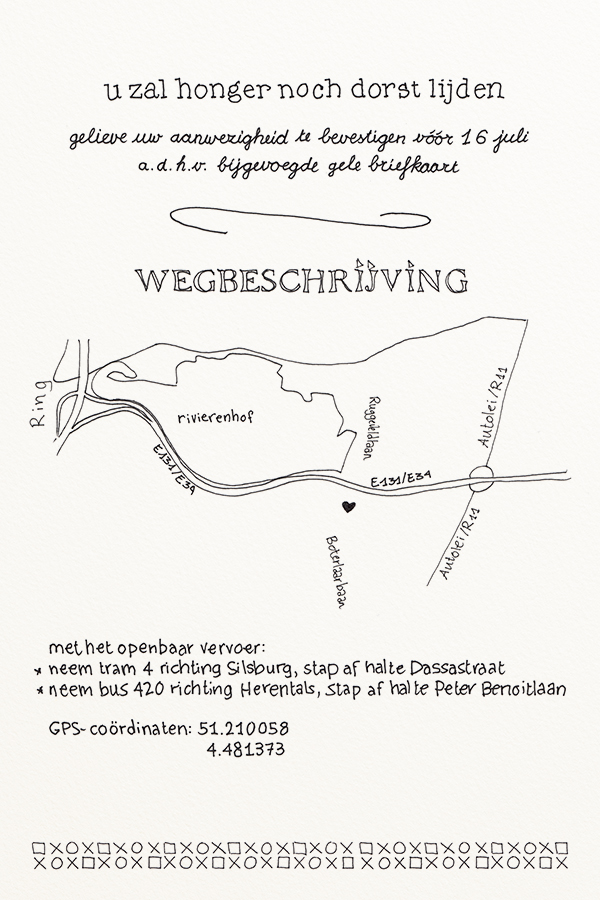 u zal honger noch dorst lijden
gelieve uw aanwezigheid te bevestigen vóór 16 juli
a.d.h.v. bijgevoegde gele briefkaart
WEGBESCHRIJVING
Ring
rivierenhof
Ruggeveldlaan
Autolei/R11
E131/E39
E131/E34
Boterlaarbaan
Autolei/R11
met het openbaar vervoer:
* neem tram 4 richting Silsburg, stap af halte Dassastraat
* neem bus 420 richting Herentals, stap af halte Peter Benoitlaan
GPS-coördinaten: 51.210058
4.481373